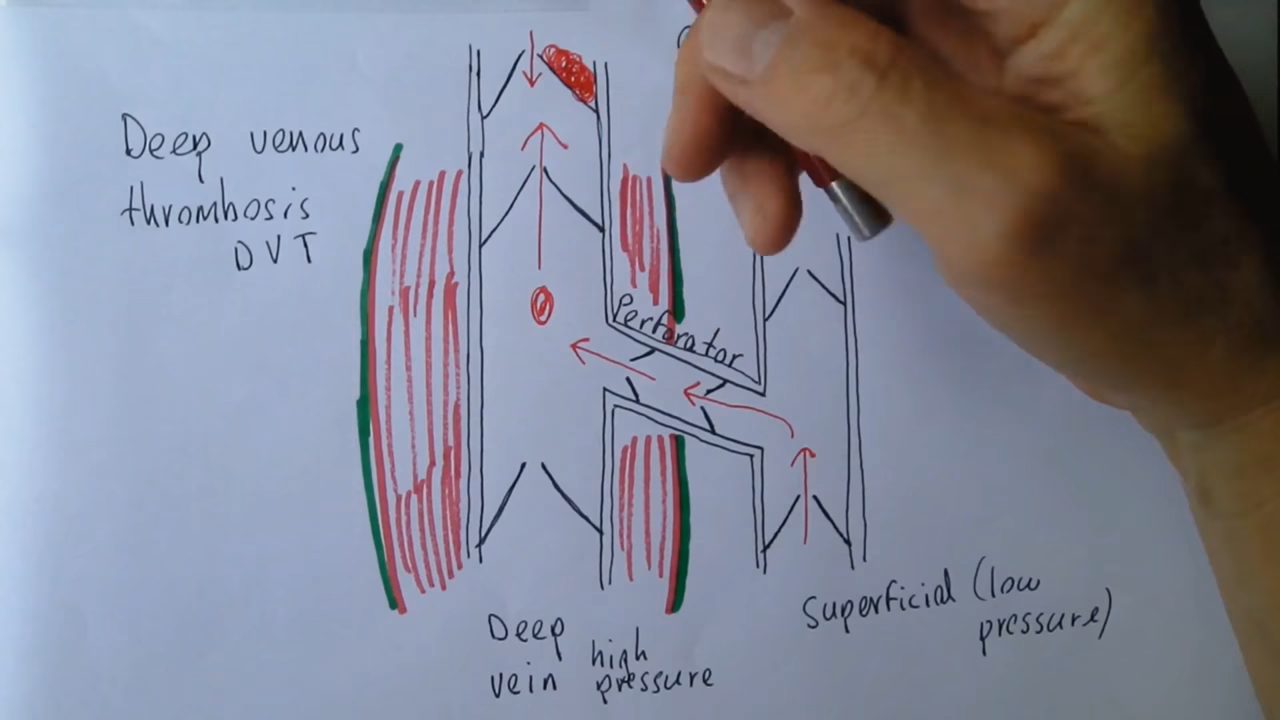 Deep venous
thrombosis
DVT
Perforator
Deep
vein high
pressure
Superficial (low
pressure)